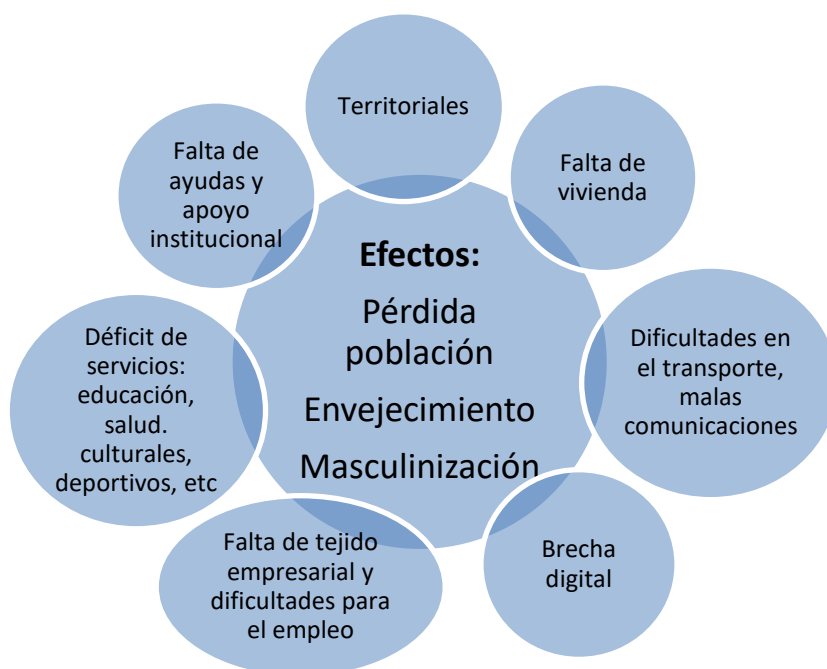 Territoriales
Falta de
vivienda
Dificultades en
el transporte,
malas
comunicaciones
Brecha
digital
Falta de tejido
empresarial y
dificultades para
el empleo
Déficit de
servicios:
educación,
salud.
culturales,
deportivos, etc
Falta de
ayudas y
apoyo
institucional
Efectos:
Pérdida
población
Envejecimiento
Masculinización